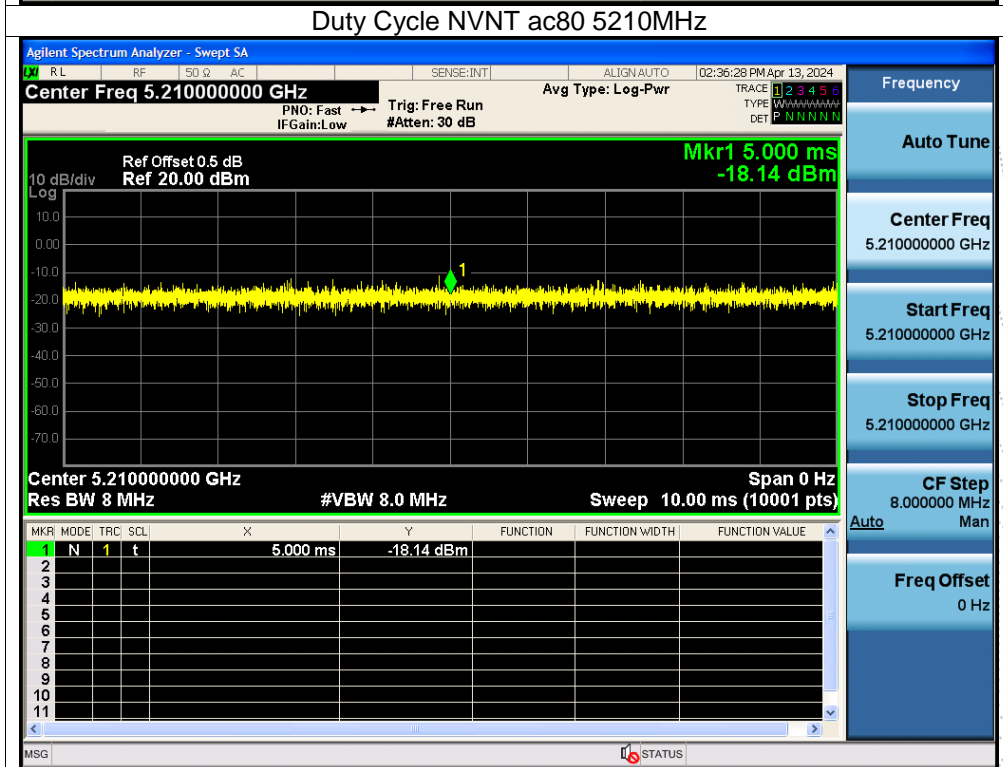 Duty Cycle NVNT ac80 5210MHz
Agilent Spectrum Analyzer - Swept SA
LXI RL RF 50 Ω AC SENSE:INT ALIGN AUTO 02:36:28 PM Apr 13, 2024
Center Freq 5.210000000 GHz
PNO: Fast
IFGain:Low
Trig: Free Run
#Atten: 30 dB
Avg Type: Log-Pwr
TRACE 1 2 3 4 5 6
TYPE WWWWWW
DET P N N N N N
Mkr1 5.000 ms
-18.14 dBm
Ref Offset 0.5 dB
10 dB/div Ref 20.00 dBm
Log
10.0
0.00
-10.0
-20.0
-30.0
-40.0
-50.0
-60.0
-70.0
1
Center 5.210000000 GHz Span 0 Hz
Res BW 8 MHz #VBW 8.0 MHz Sweep 10.00 ms (10001 pts)
MKR MODE TRC SCL X Y FUNCTION FUNCTION WIDTH FUNCTION VALUE
1 N 1 t 5.000 ms -18.14 dBm
2
3
4
5
6
7
8
9
10
11
MSG STATUS
Frequency
Auto Tune
Center Freq
5.210000000 GHz
Start Freq
5.210000000 GHz
Stop Freq
5.210000000 GHz
CF Step
8.000000 MHz
Auto Man
Freq Offset
0 Hz